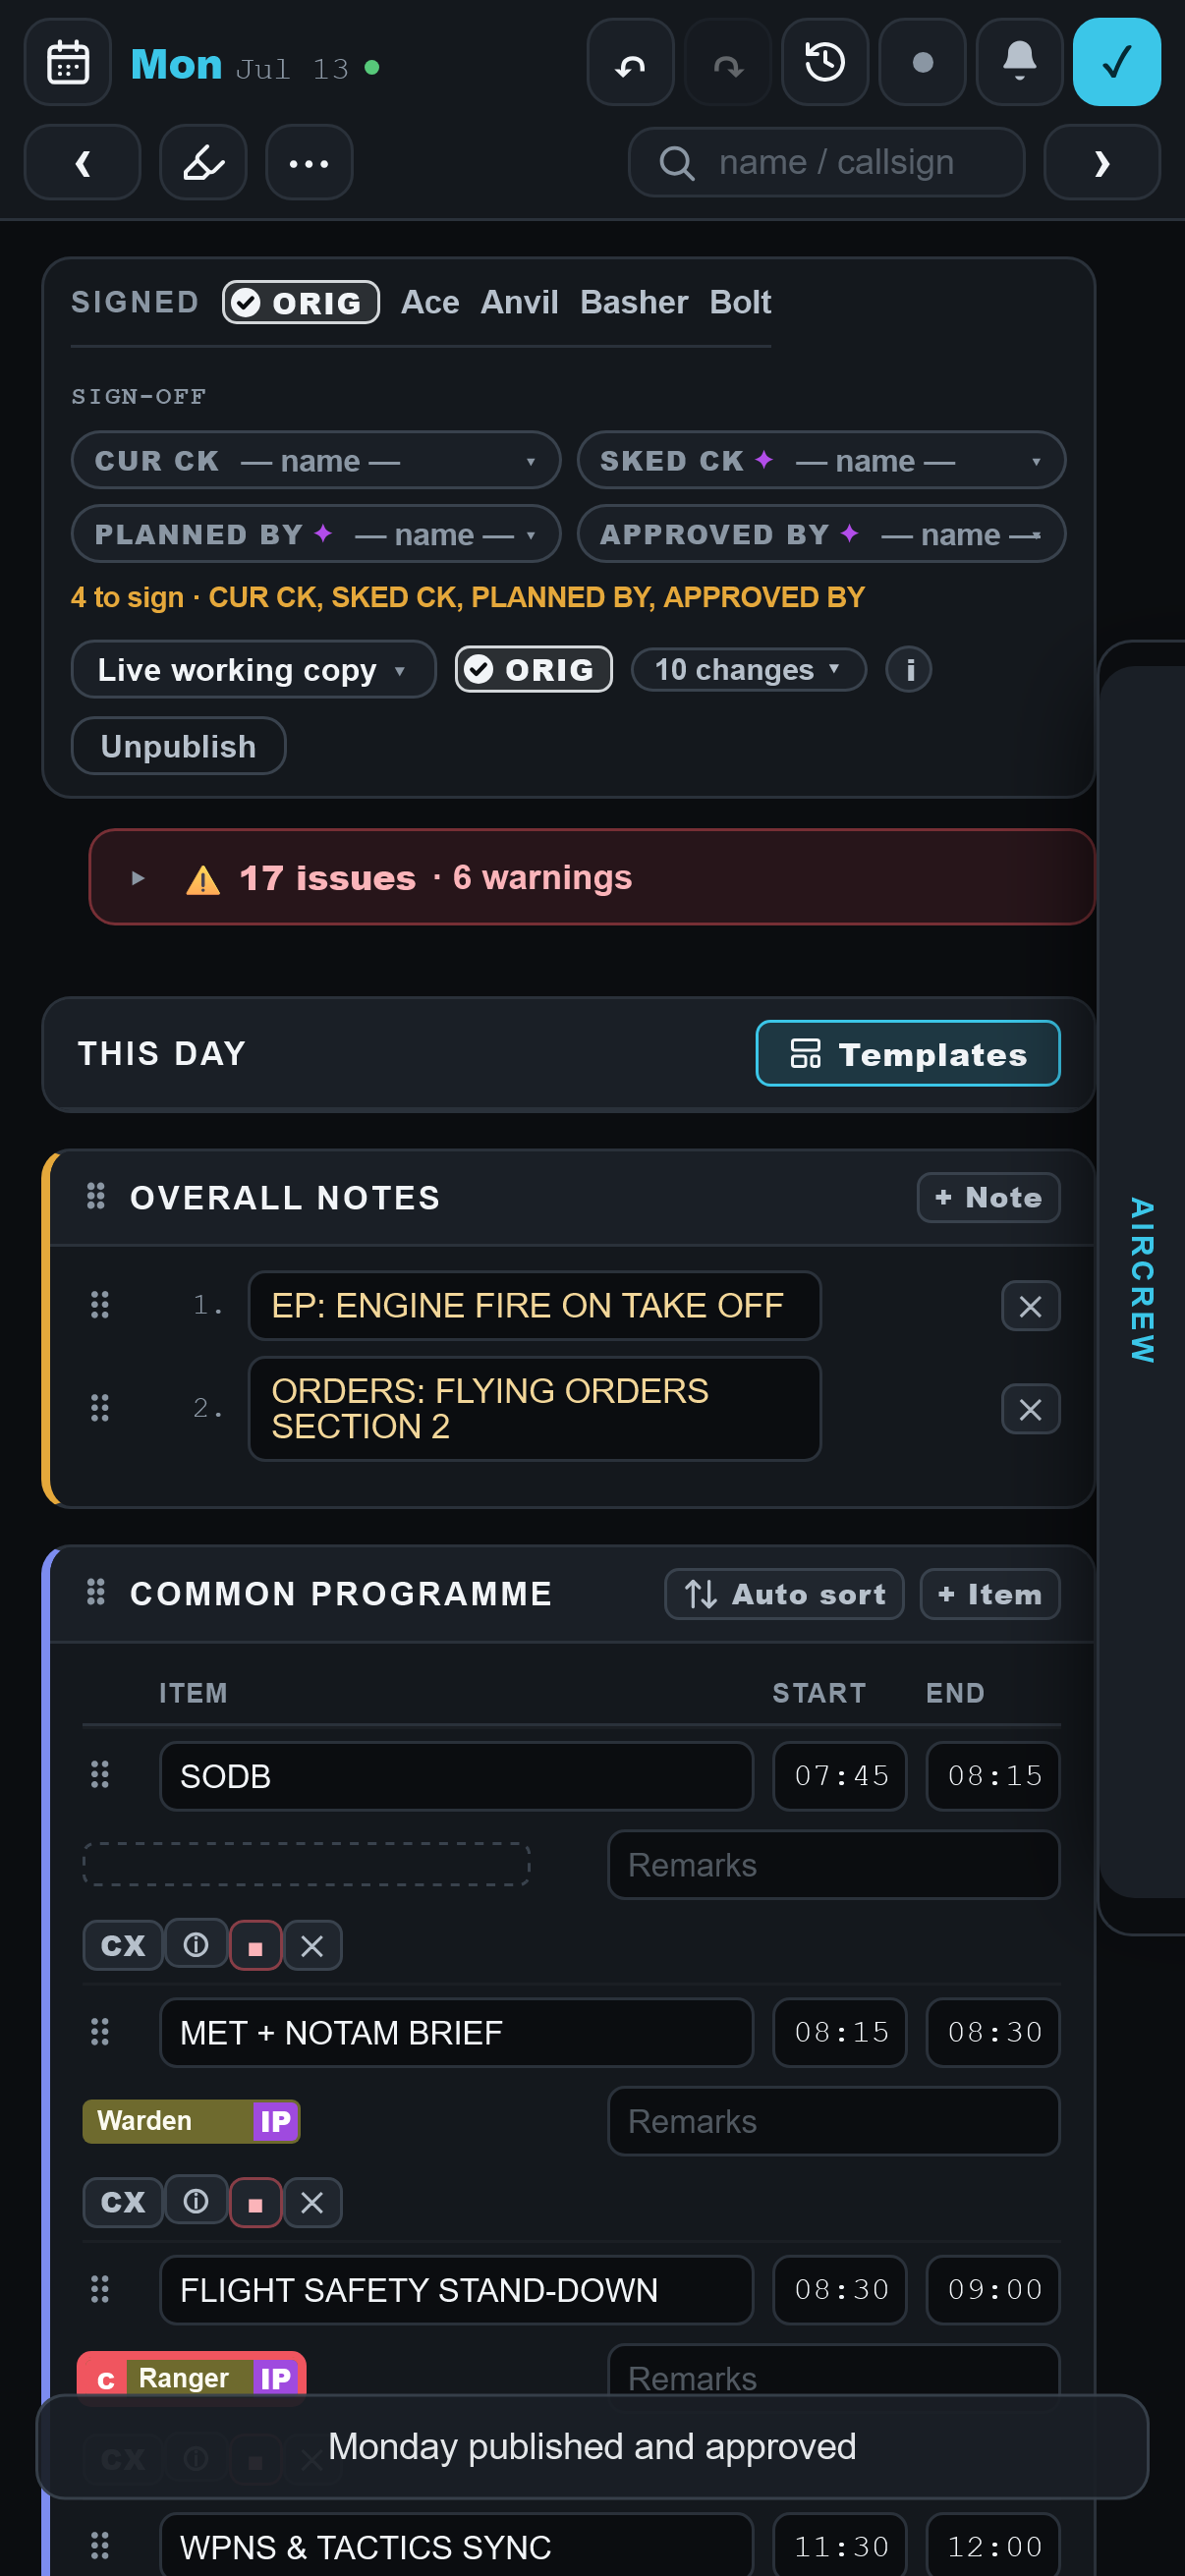 Mon Jul 13
name / callsign
SIGNED ORIG Ace Anvil Basher Bolt
SIGN-OFF
CUR CK — name —
SKED CK — name —
PLANNED BY — name —
APPROVED BY — name —
4 to sign · CUR CK, SKED CK, PLANNED BY, APPROVED BY
Live working copy ORIG 10 changes i
Unpublish
17 issues · 6 warnings
THIS DAY Templates
OVERALL NOTES + Note
1. EP: ENGINE FIRE ON TAKE OFF
2. ORDERS: FLYING ORDERS
SECTION 2
AIRCREW
COMMON PROGRAMME Auto sort + Item
ITEM START END
SODB 07:45 08:15
Remarks
CX
MET + NOTAM BRIEF 08:15 08:30
Warden IP Remarks
CX
FLIGHT SAFETY STAND-DOWN 08:30 09:00
C Ranger IP Remarks
CX
Monday published and approved
WPNS & TACTICS SYNC 11:30 12:00